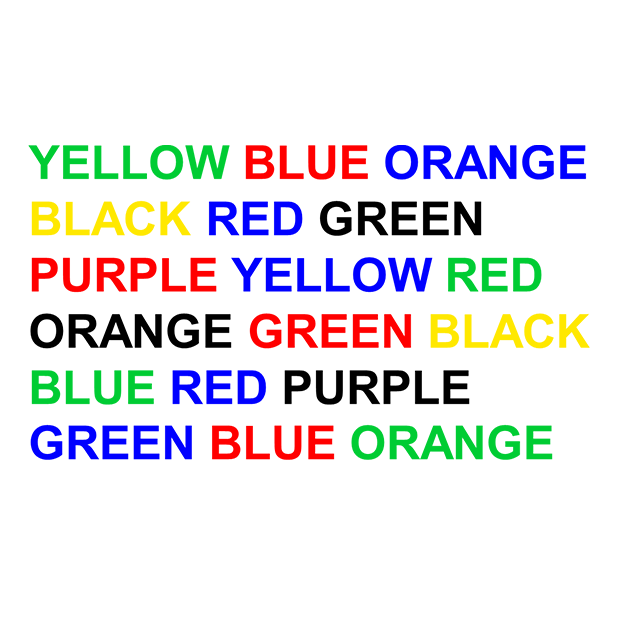 YELLOW BLUE ORANGE
BLACK RED GREEN
PURPLE YELLOW RED
ORANGE GREEN BLACK
BLUE RED PURPLE
GREEN BLUE ORANGE